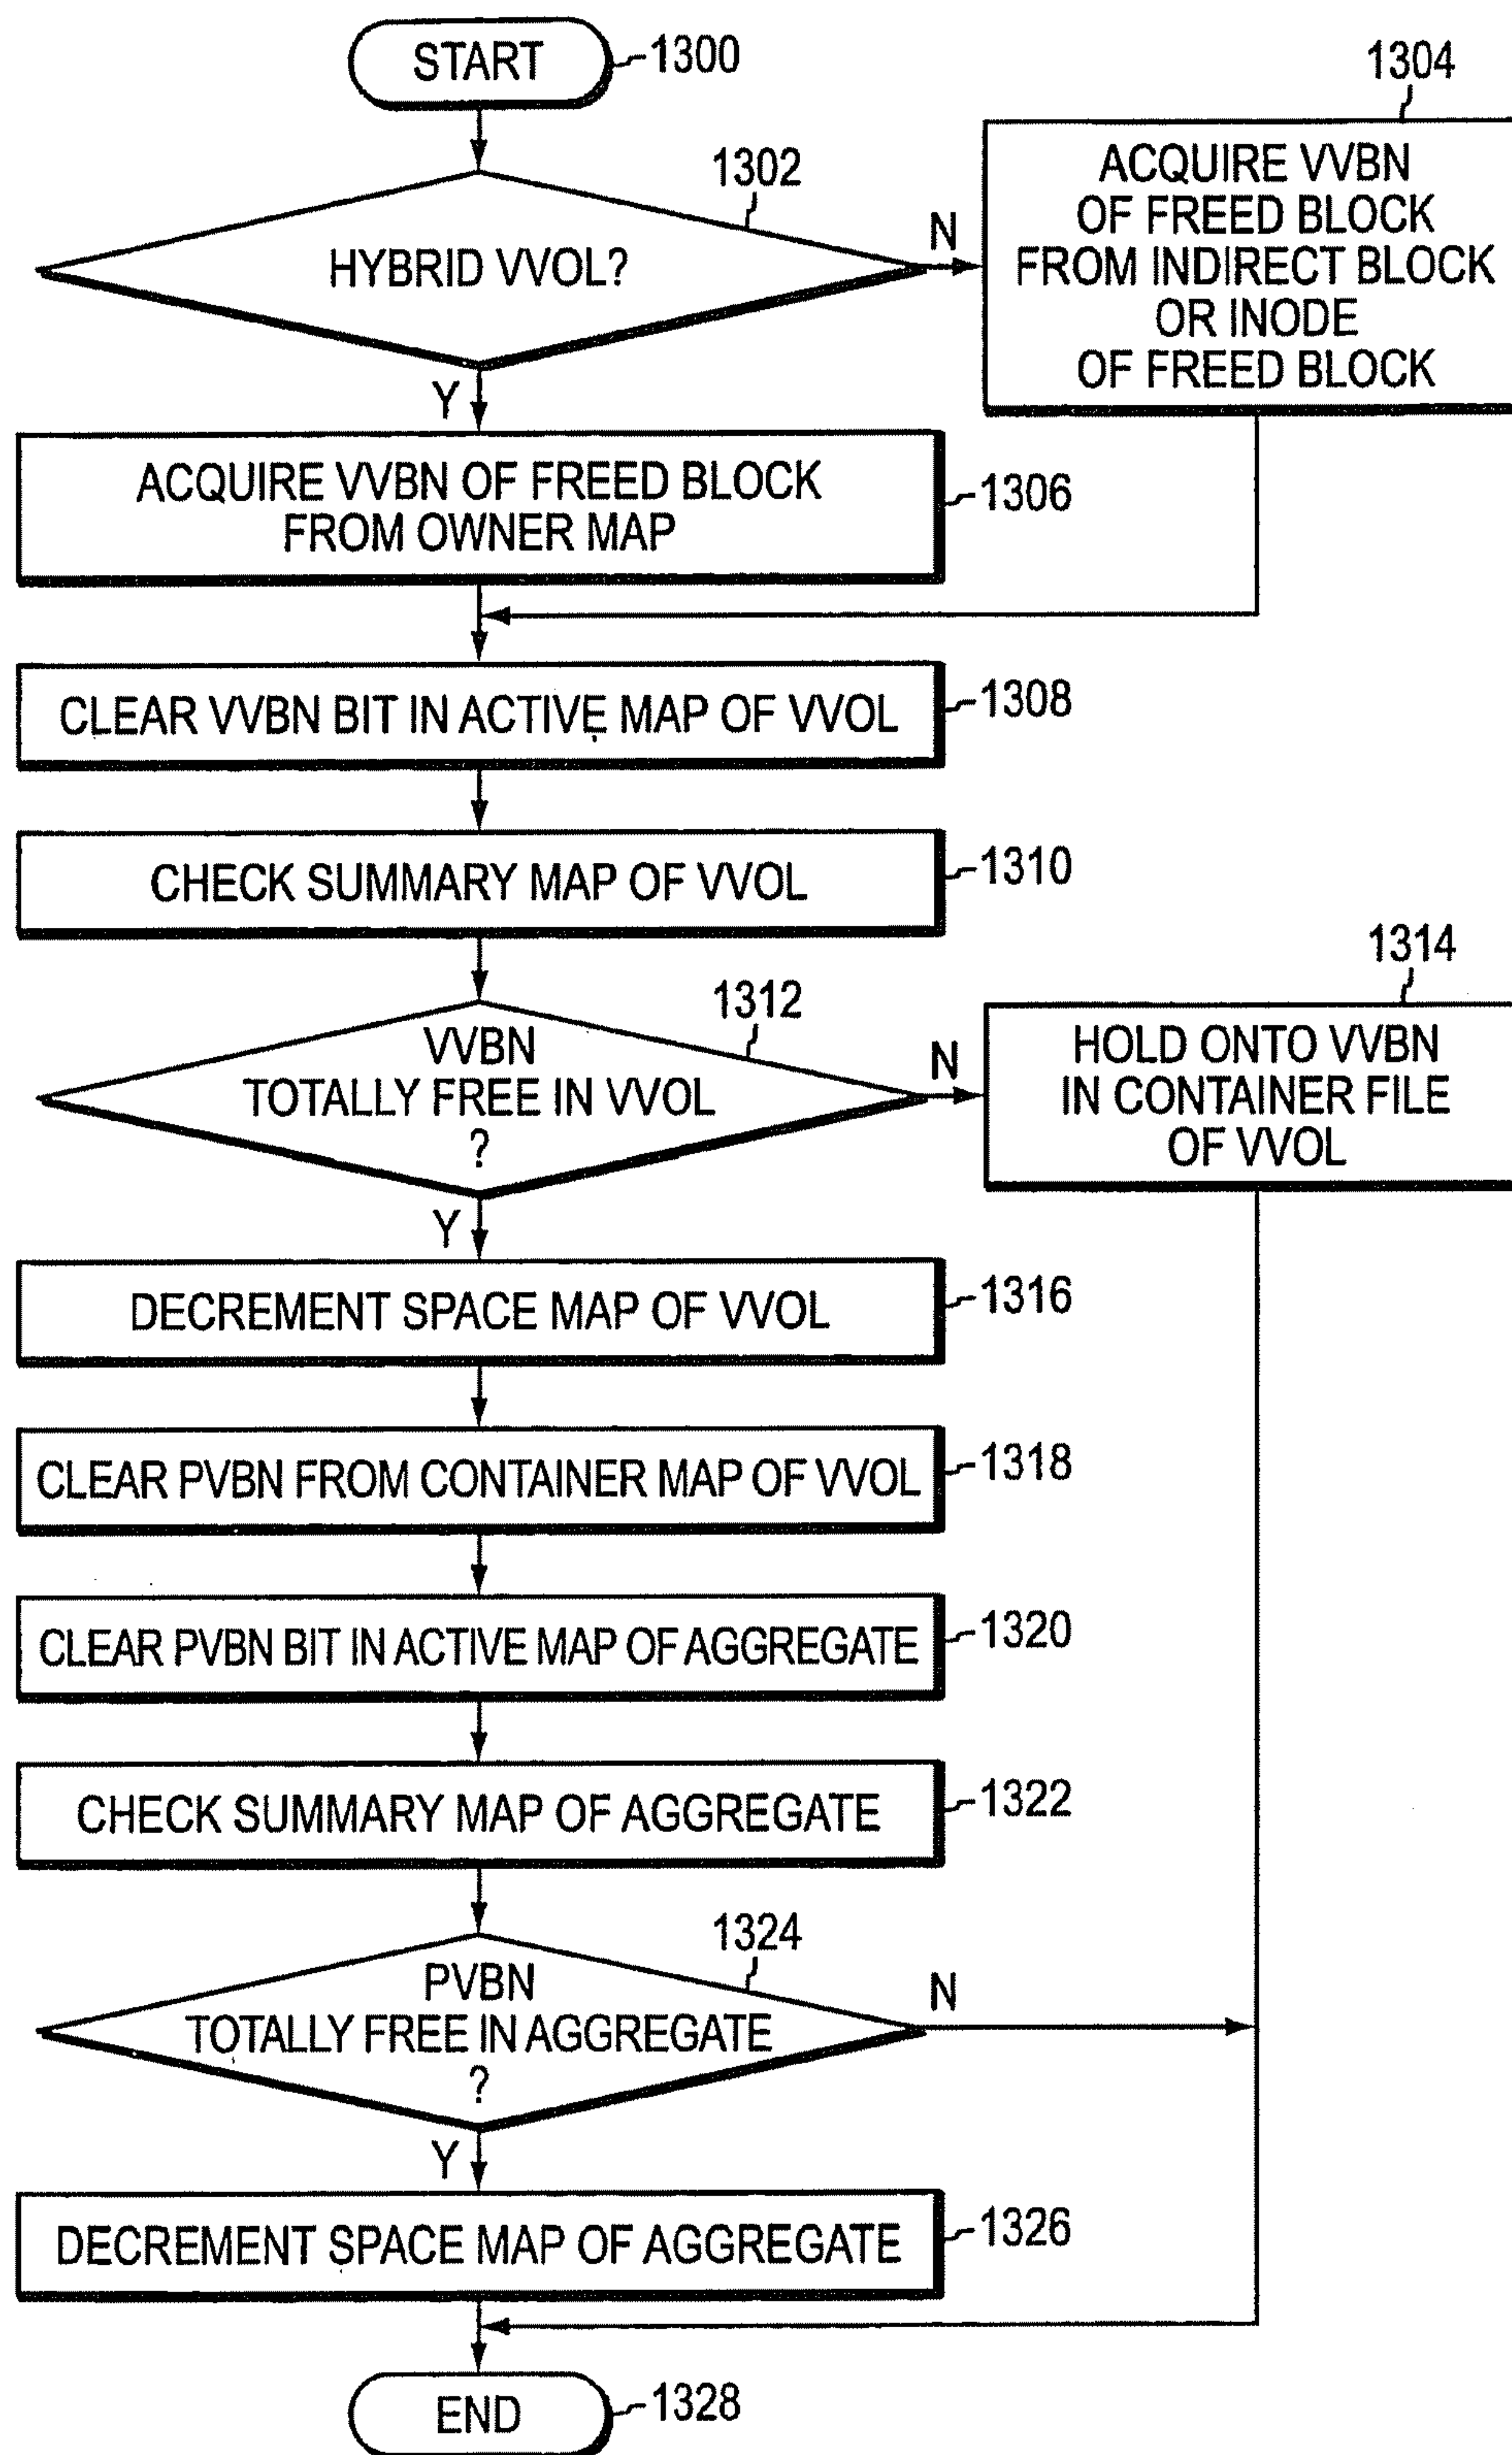 START
1300
1302
HYBRID VVOL?
N
Y
1304
ACQUIRE VVBN
OF FREED BLOCK
FROM INDIRECT BLOCK
OR INODE
OF FREED BLOCK
ACQUIRE VVBN OF FREED BLOCK
FROM OWNER MAP
1306
CLEAR VVBN BIT IN ACTIVE MAP OF VVOL
1308
CHECK SUMMARY MAP OF VVOL
1310
1312
VVBN
TOTALLY FREE IN VVOL
?
N
Y
1314
HOLD ONTO VVBN
IN CONTAINER FILE
OF VVOL
DECREMENT SPACE MAP OF VVOL
1316
CLEAR PVBN FROM CONTAINER MAP OF VVOL
1318
CLEAR PVBN BIT IN ACTIVE MAP OF AGGREGATE
1320
CHECK SUMMARY MAP OF AGGREGATE
1322
1324
PVBN
TOTALLY FREE IN AGGREGATE
?
N
Y
DECREMENT SPACE MAP OF AGGREGATE
1326
END
1328